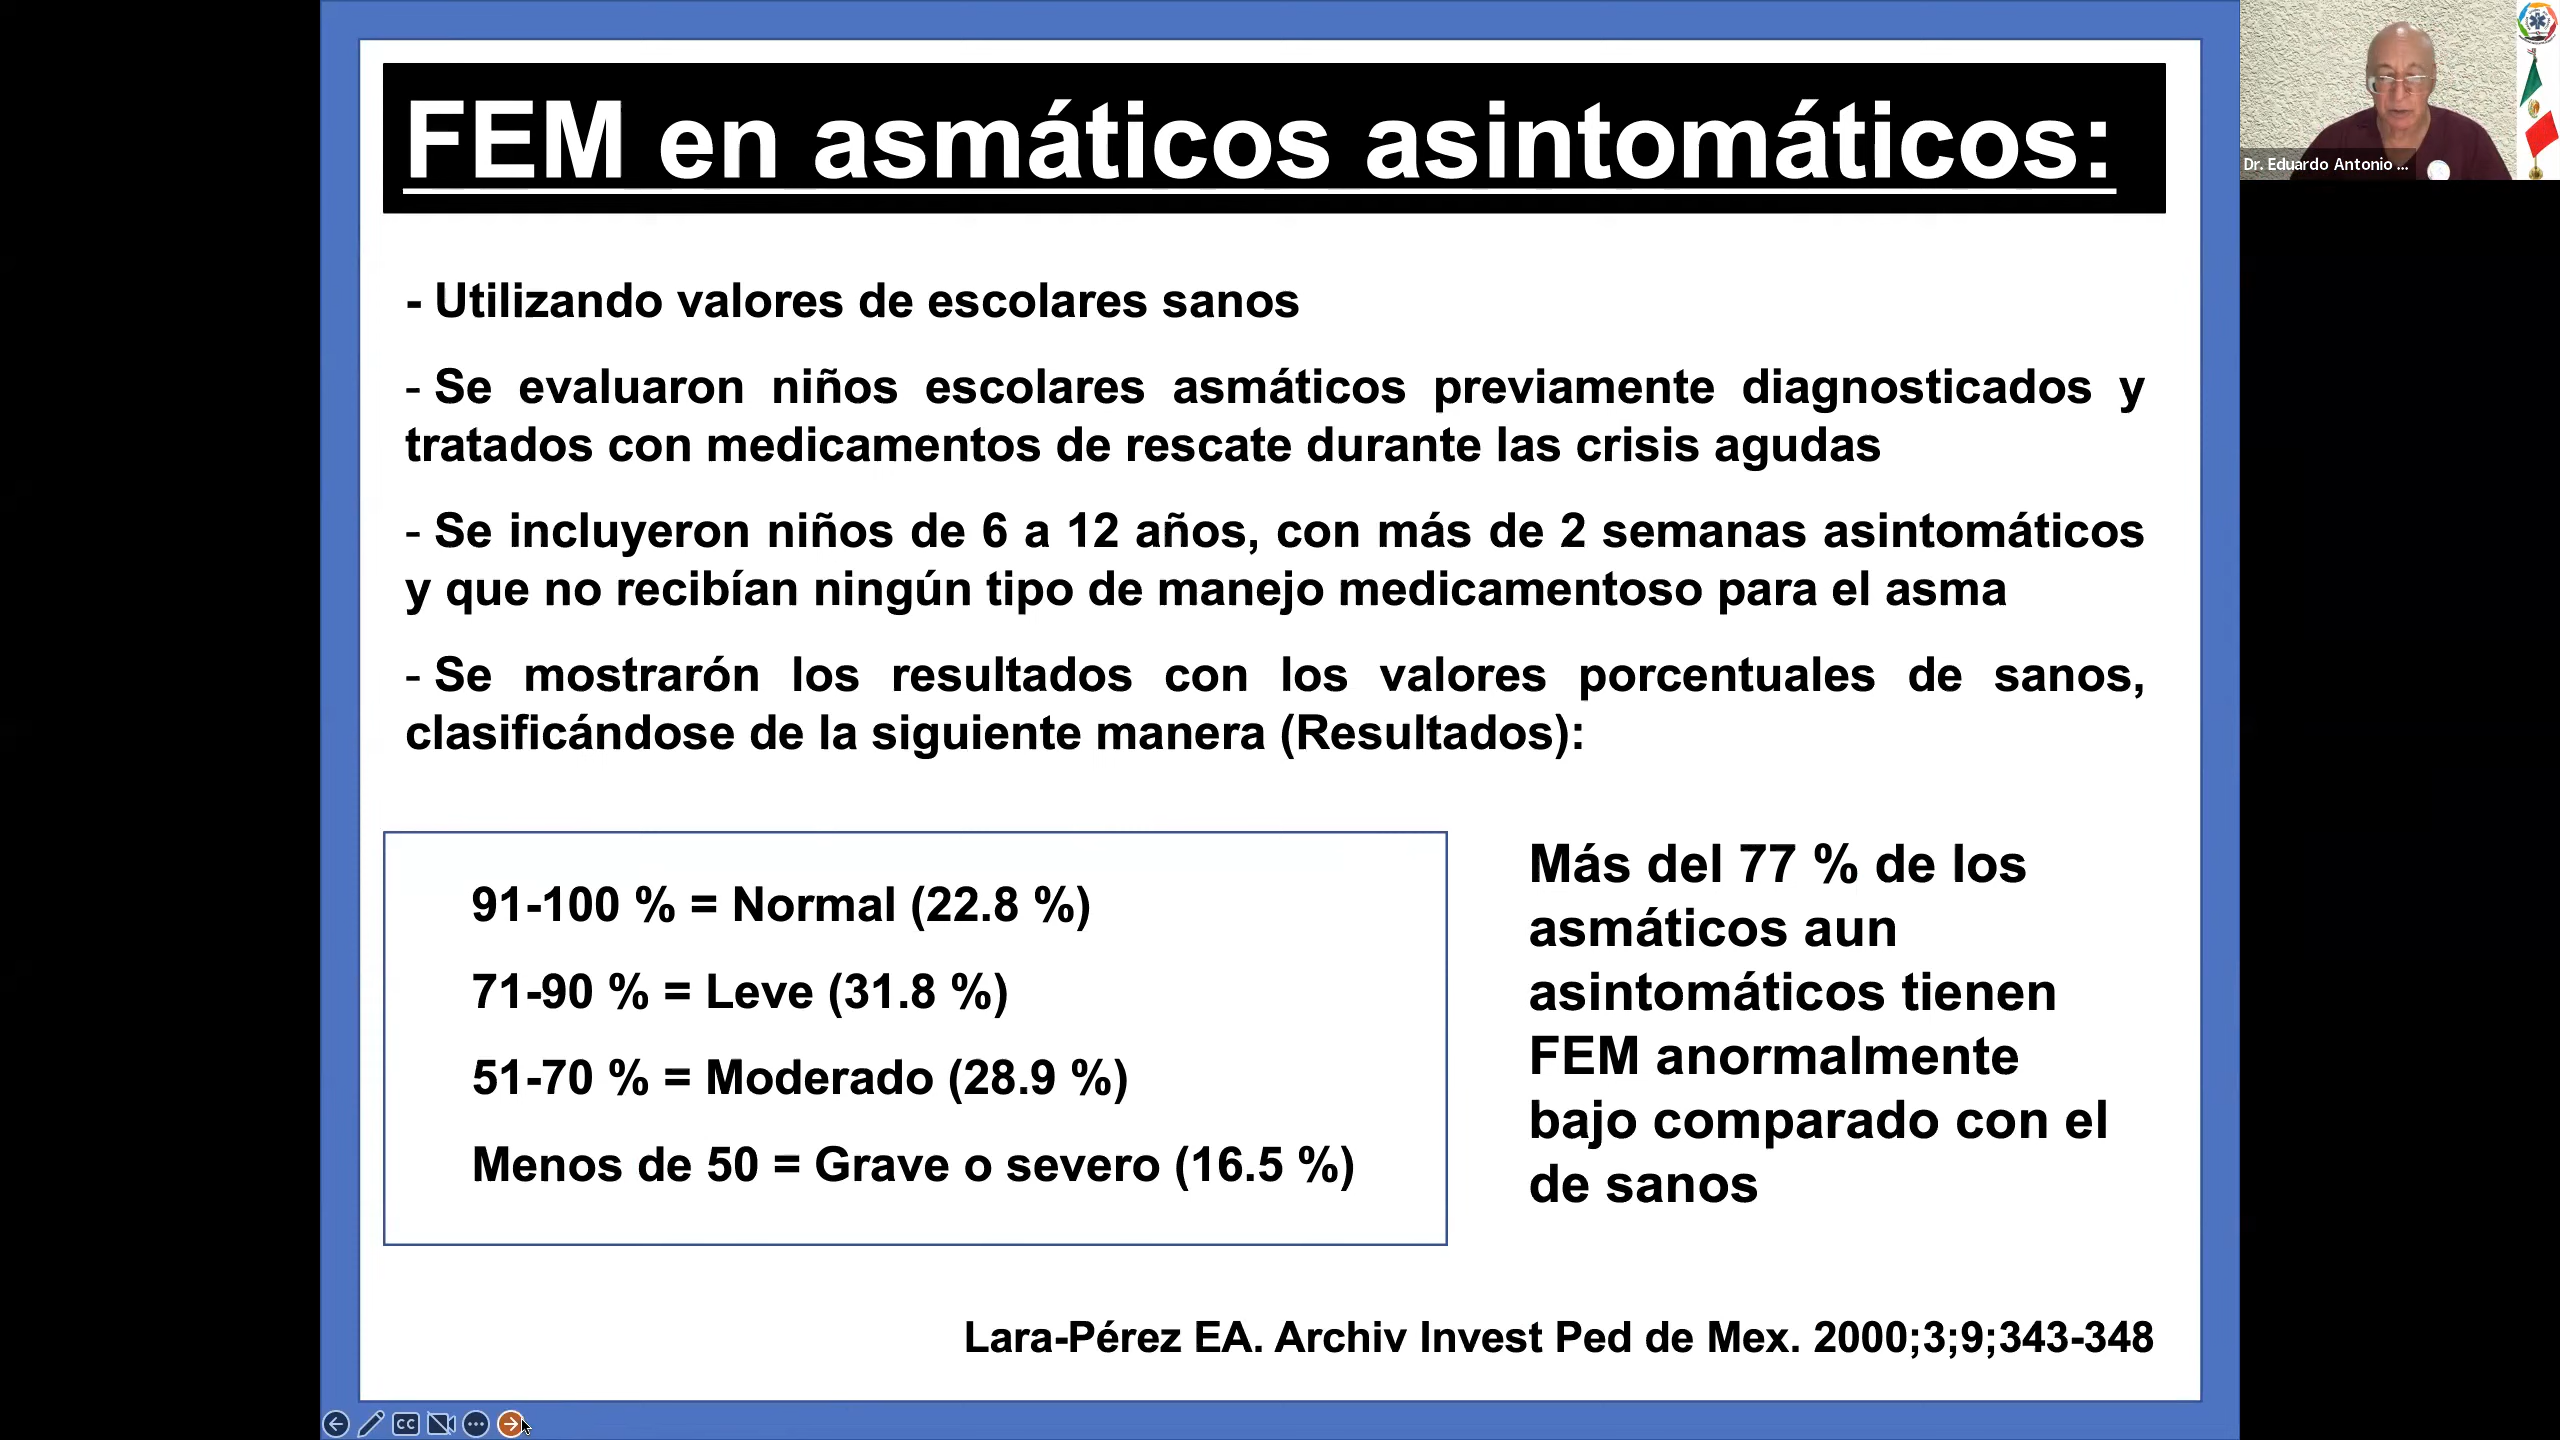 FEM en asmáticos asintomáticos:
- Utilizando valores de escolares sanos
- Se evaluaron niños escolares asmáticos previamente diagnosticados y
tratados con medicamentos de rescate durante las crisis agudas
- Se incluyeron niños de 6 a 12 años, con más de 2 semanas asintomáticos
y que no recibían ningún tipo de manejo medicamentoso para el asma
- Se mostrarón los resultados con los valores porcentuales de sanos,
clasificándose de la siguiente manera (Resultados):
91-100 % = Normal (22.8 %)
71-90 % = Leve (31.8 %)
51-70 % = Moderado (28.9 %)
Menos de 50 = Grave o severo (16.5 %)
Más del 77 % de los
asmáticos aun
asintomáticos tienen
FEM anormalmente
bajo comparado con el
de sanos
Lara-Pérez EA. Archiv Invest Ped de Mex. 2000;3;9;343-348
Dr. Eduardo Antonio ...
CC